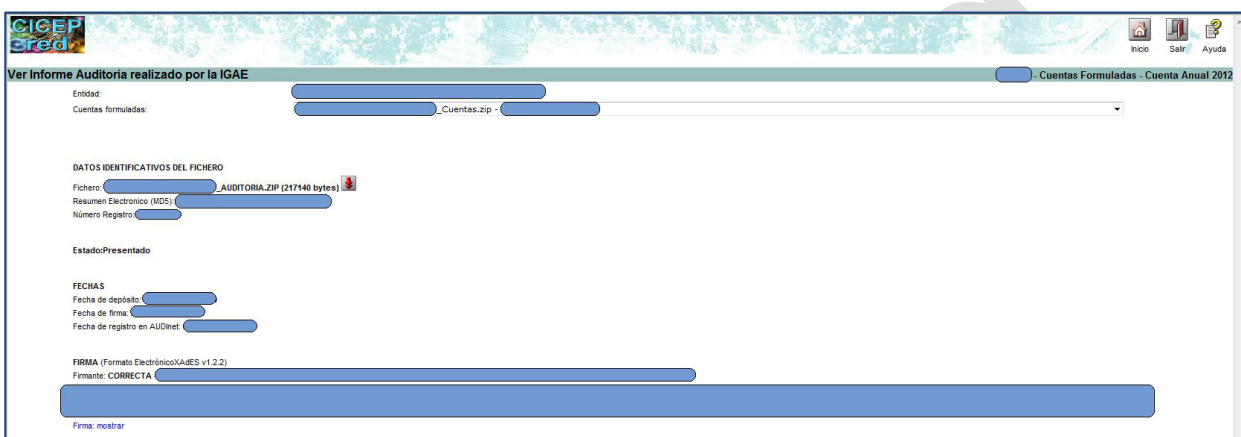 CICEP
red
Inicio Salir Ayuda
Ver Informe Auditoria realizado por la IGAE
- Cuentas Formuladas - Cuenta Anual 2012
Entidad:
Cuentas formuladas: _Cuentas.zip -
DATOS IDENTIFICATIVOS DEL FICHERO
Fichero: _AUDITORIA.ZIP (217140 bytes)
Resumen Electronico (MD5):
Número Registro:
Estado:Presentado
FECHAS
Fecha de depósito:
Fecha de firma:
Fecha de registro en AUDInet:
FIRMA (Formato ElectrónicoXAdES v1.2.2)
Firmante: CORRECTA
Firma: mostrar